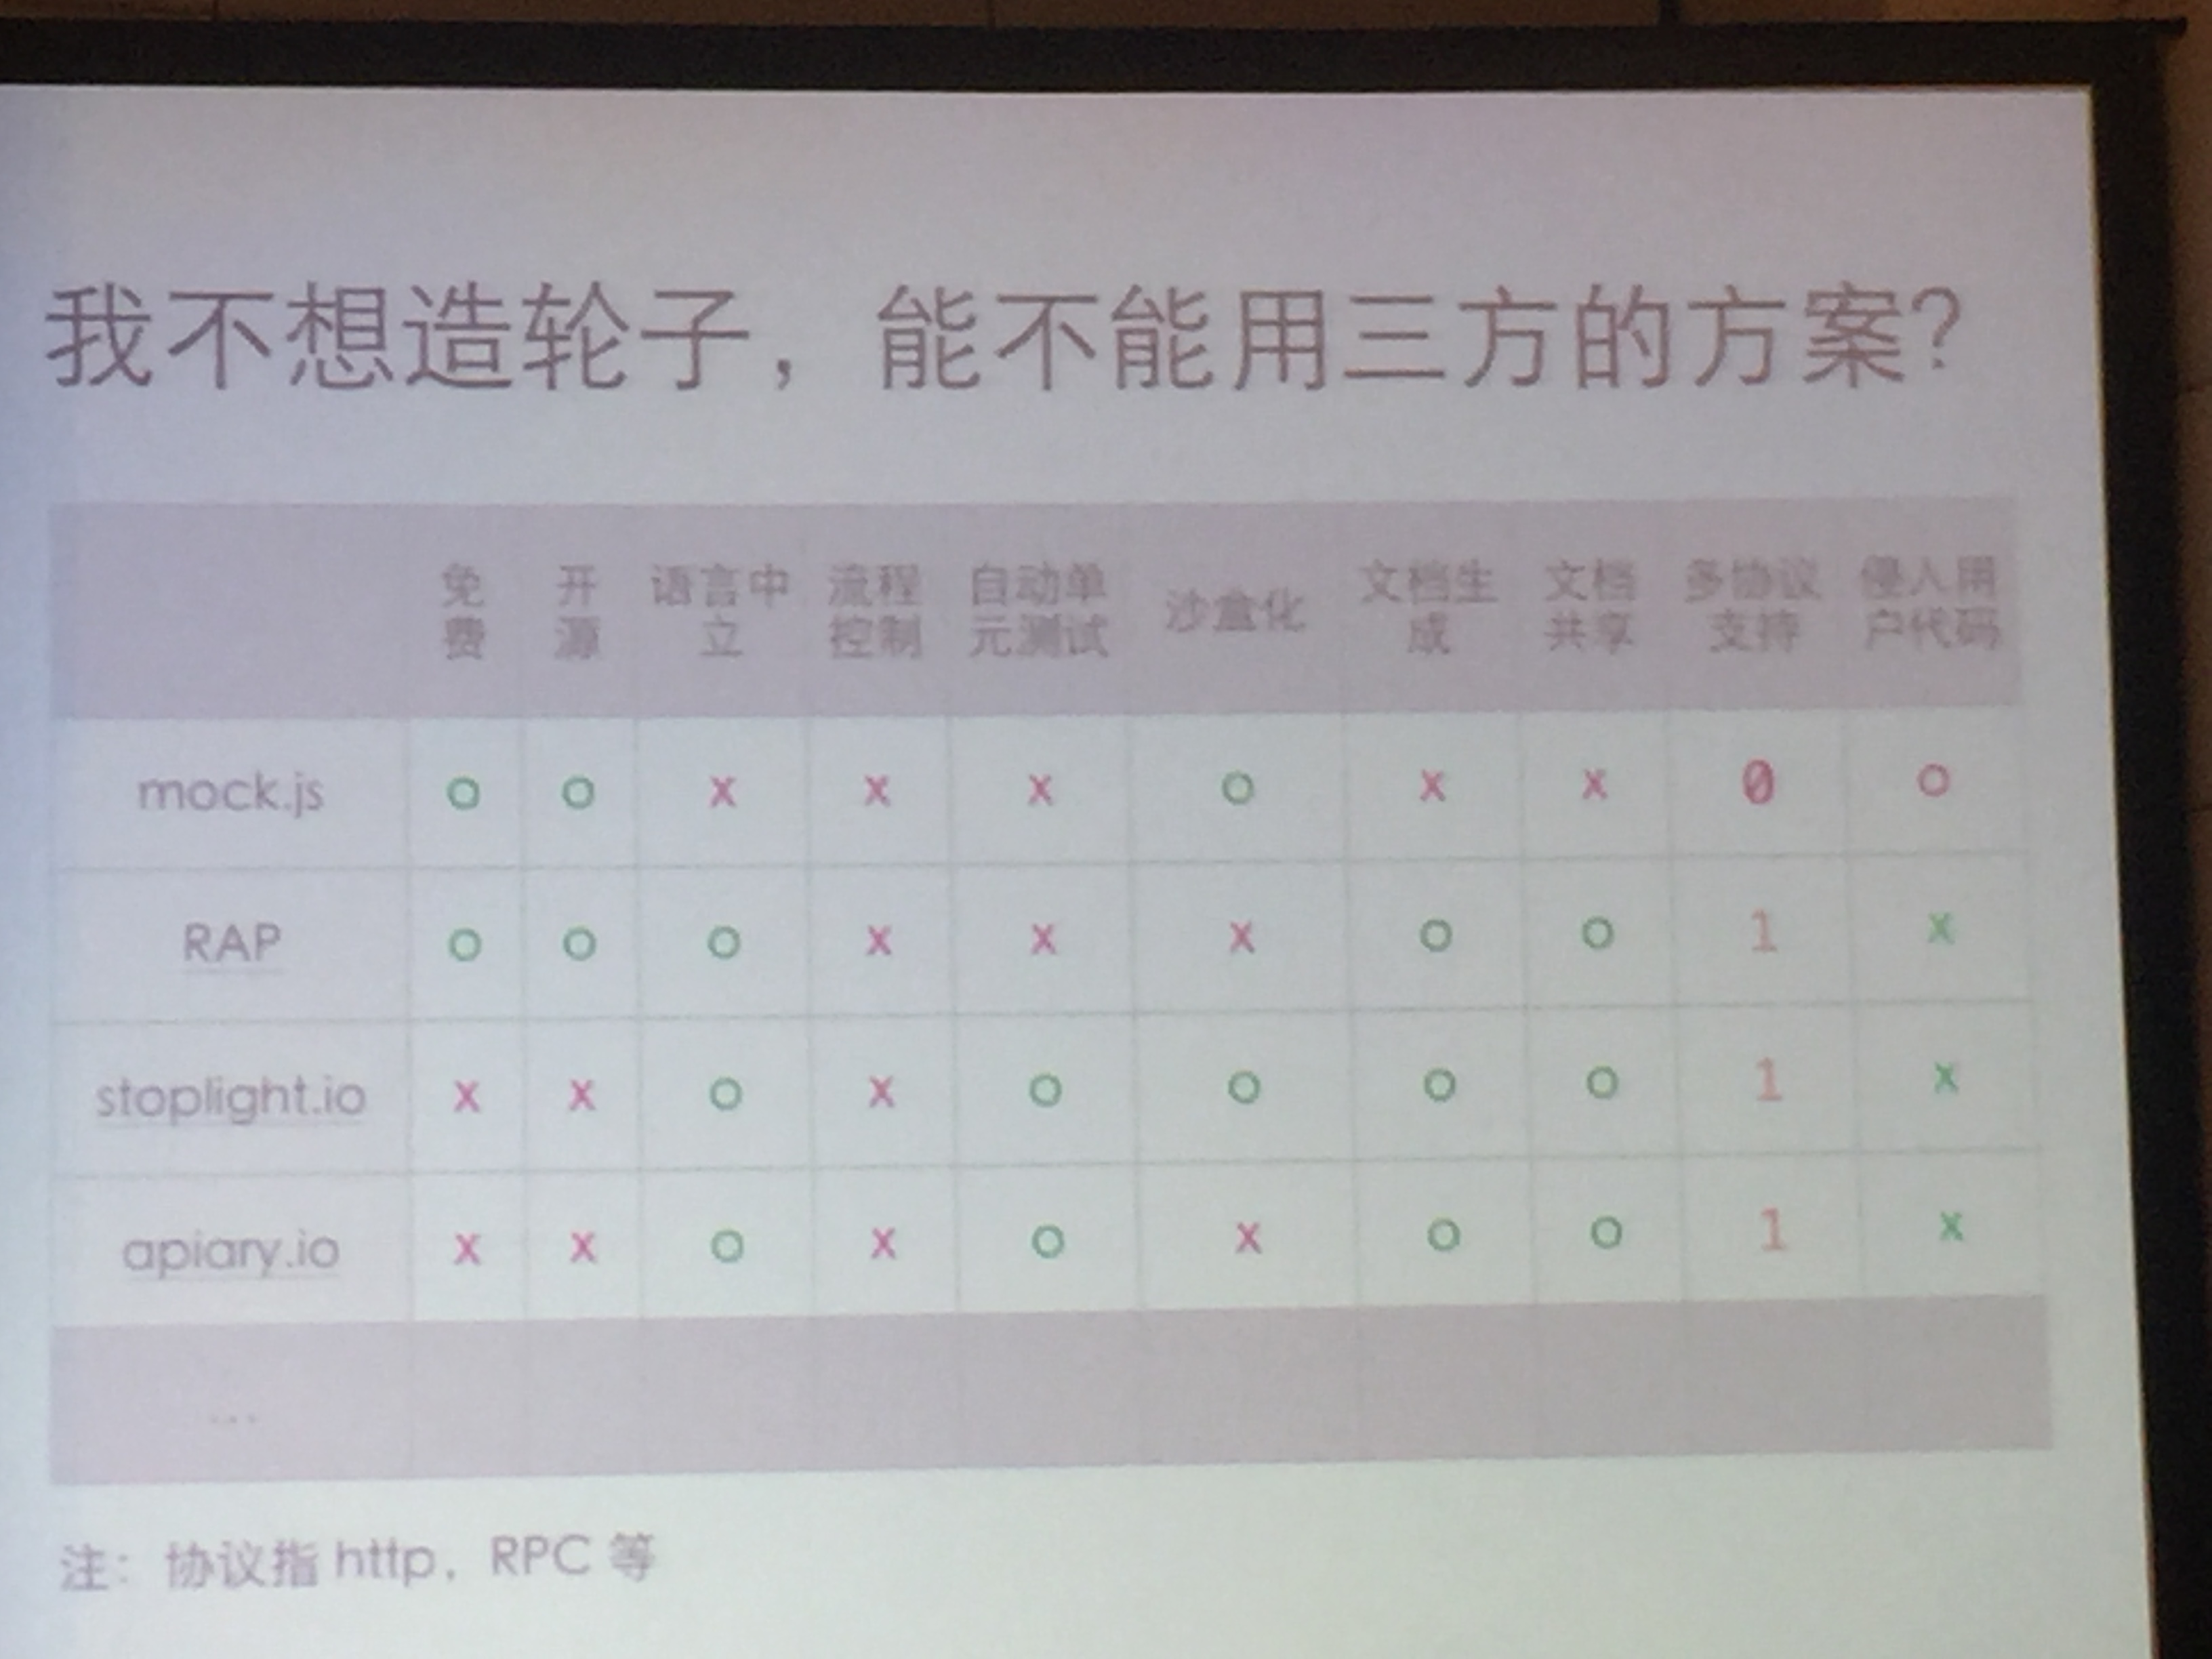 我不想造轮子，能不能用三方的方案？
免费 开源 语言中立 流程控制 自动单元测试 沙盒化 文档生成 文档共享 多协议支持 侵入用户代码
mock.js o o x x x o x x 0 o
RAP o o o x x x o o 1 x
stoplight.io x x o x o o o o 1 x
apiary.io x x o x o x o o 1 x
...
注：协议指 http，RPC 等